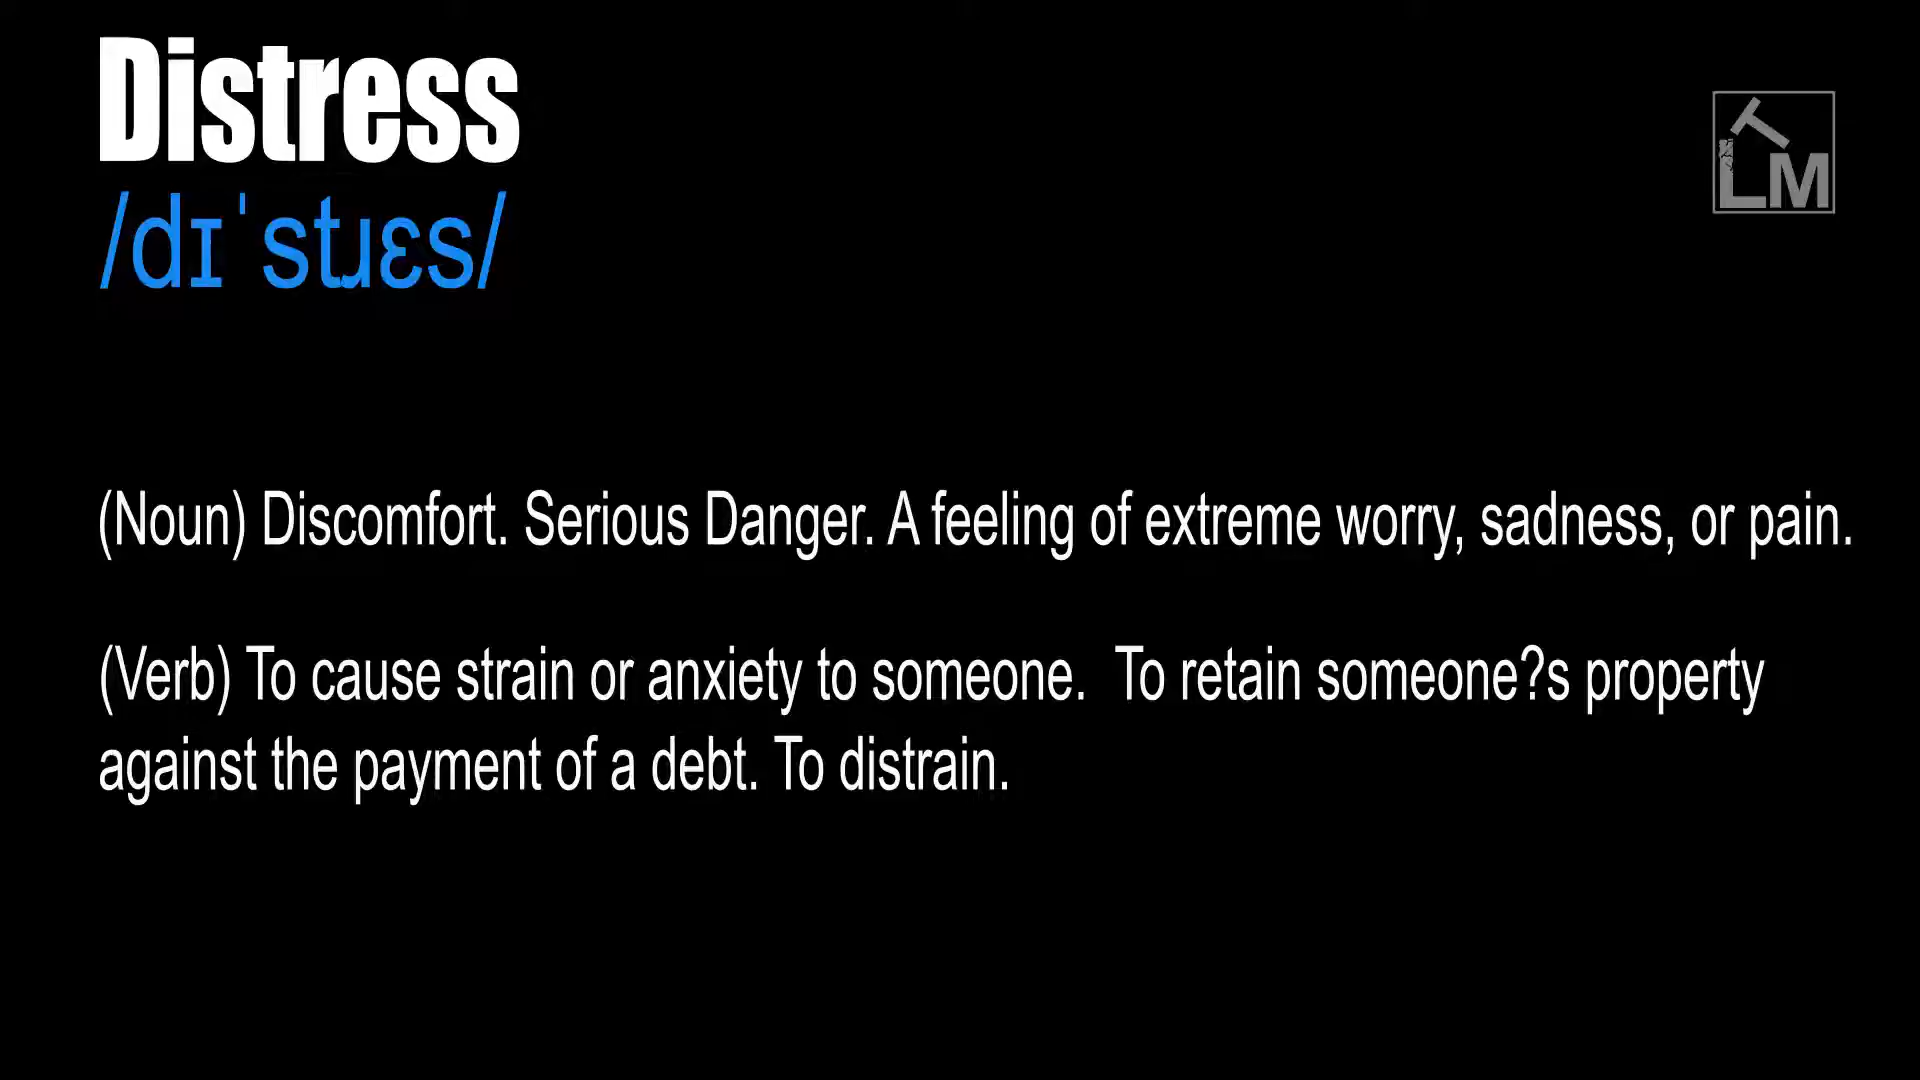 Distress
/dɪˈstɹɛs/
LTM
(Noun) Discomfort. Serious Danger. A feeling of extreme worry, sadness, or pain.
(Verb) To cause strain or anxiety to someone.  To retain someone?s property
against the payment of a debt. To distrain.